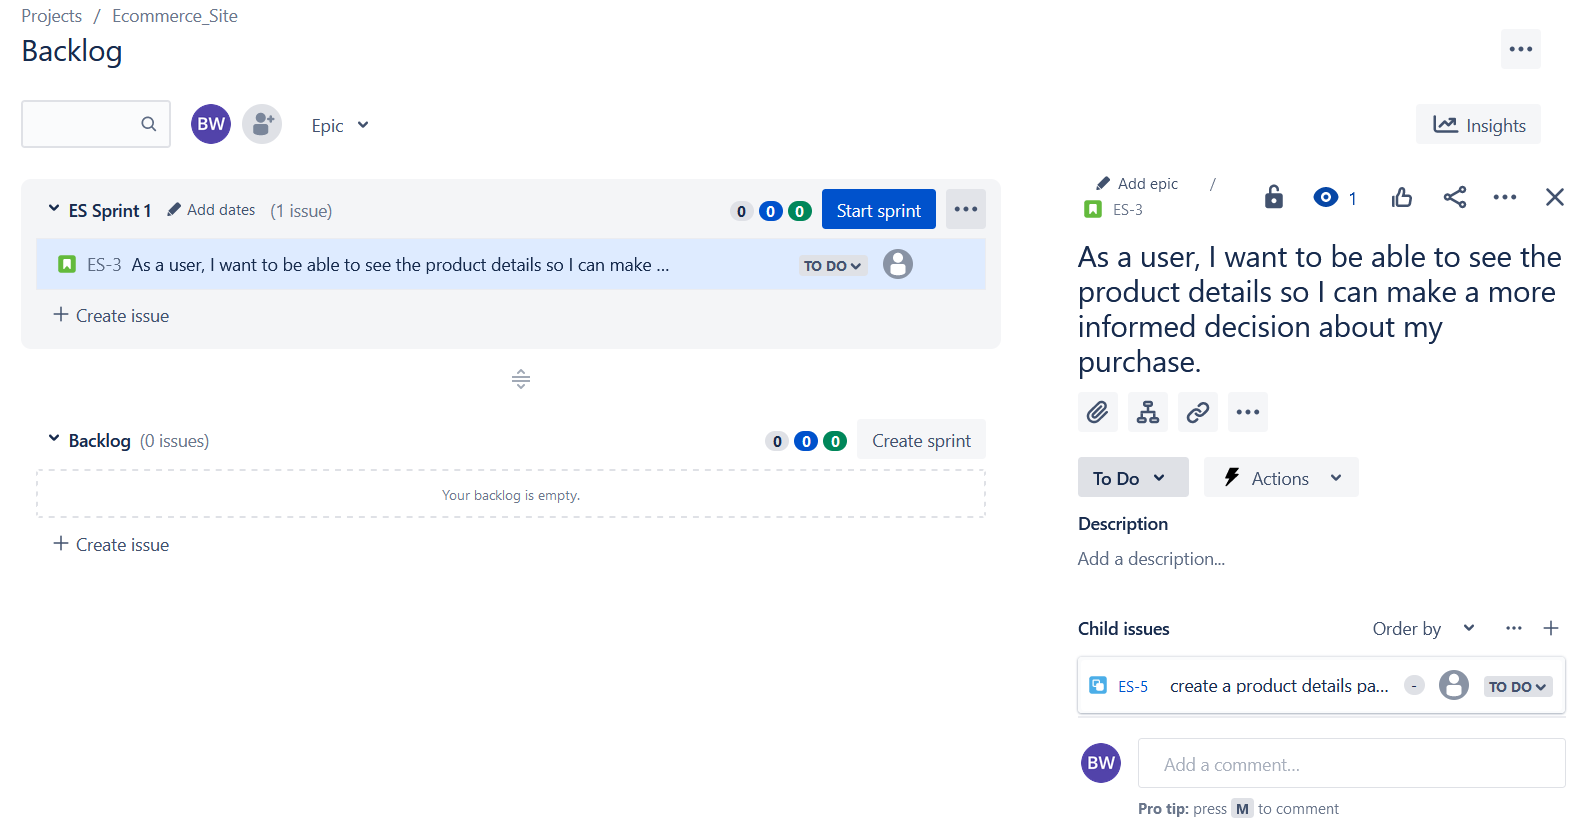 Projects / Ecommerce_Site
Backlog
BW
Epic
Insights
ES Sprint 1 Add dates (1 issue) 0 0 0 Start sprint
ES-3 As a user, I want to be able to see the product details so I can make ... TO DO
+ Create issue
Backlog (0 issues) 0 0 0 Create sprint
Your backlog is empty.
+ Create issue
Add epic /
ES-3
1
As a user, I want to be able to see the
product details so I can make a more
informed decision about my
purchase.
To Do Actions
Description
Add a description...
Child issues Order by
ES-5 create a product details pa... - TO DO
BW Add a comment...
Pro tip: press M to comment